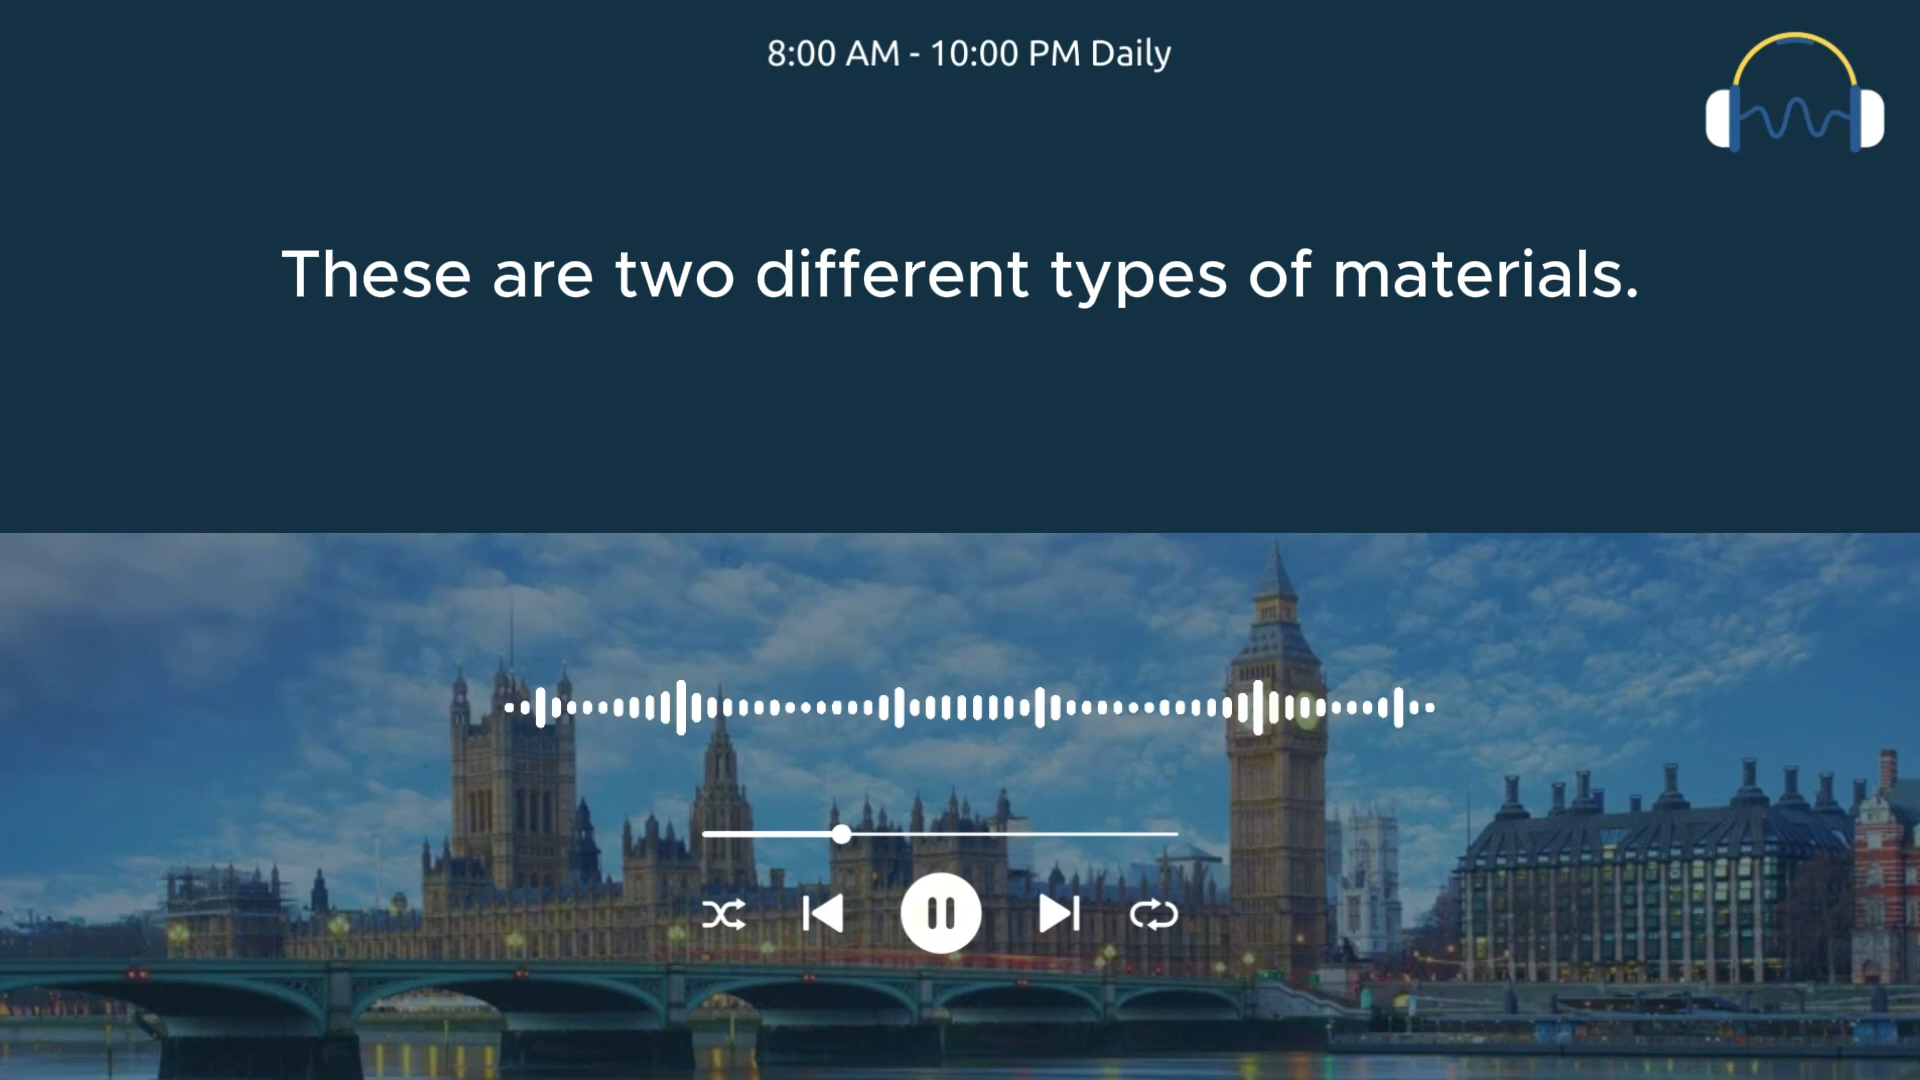 8:00 AM - 10:00 PM Daily
These are two different types of materials.